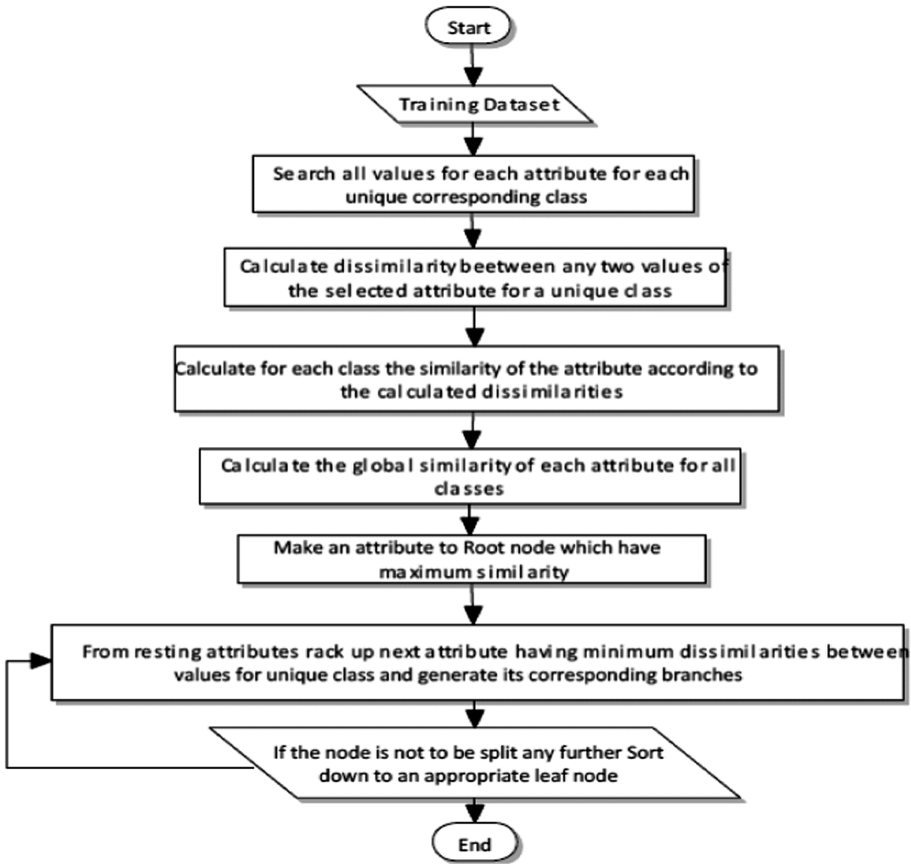 Start
Training Dataset
Search all values for each attribute for each
unique corresponding class
Calculate dissimilarity beetween any two values of
the selected attribute for a unique class
Calculate for each class the similarity of the attribute according to
the calculated dissimilarities
Calculate the global similarity of each attribute for all
classes
Make an attribute to Root node which have
maximum similarity
From resting attributes rack up next attribute having minimum dissimilarities between
values for unique class and generate its corresponding branches
If the node is not to be split any further Sort
down to an appropriate leaf node
End